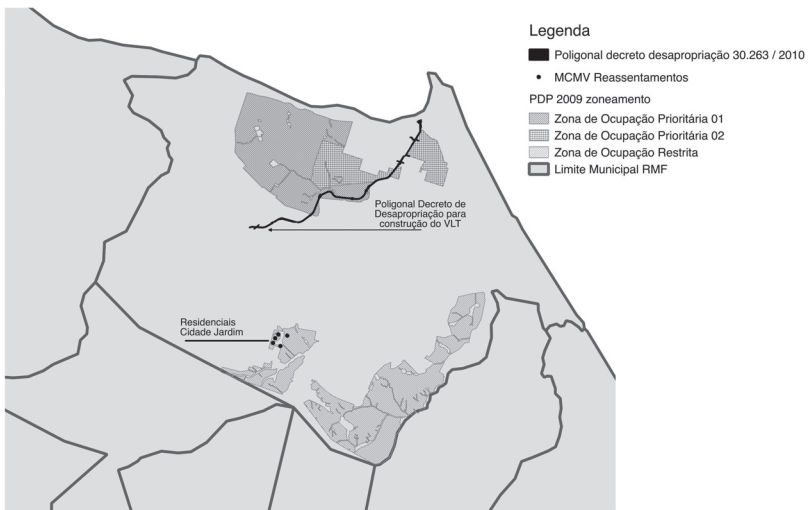 Legenda
Poligonal decreto desapropriação 30.263 / 2010
MCMV Reassentamentos
PDP 2009 zoneamento
Zona de Ocupação Prioritária 01
Zona de Ocupação Prioritária 02
Zona de Ocupação Restrita
Limite Municipal RMF
Poligonal Decreto de
Desapropriação para
construção do VLT
Residenciais
Cidade Jardim